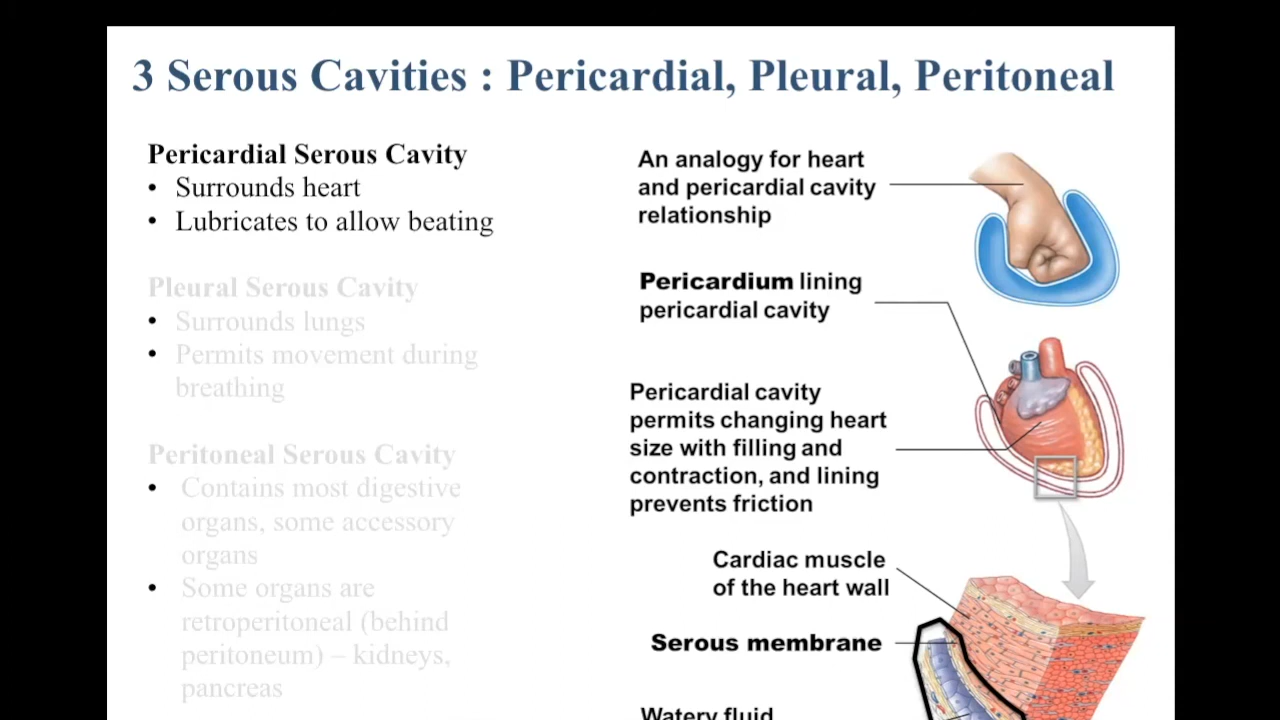 3 Serous Cavities : Pericardial, Pleural, Peritoneal
Pericardial Serous Cavity
• Surrounds heart
• Lubricates to allow beating
Pleural Serous Cavity
• Surrounds lungs
• Permits movement during
breathing
Peritoneal Serous Cavity
• Contains most digestive
organs, some accessory
organs
• Some organs are
retroperitoneal (behind
peritoneum) – kidneys,
pancreas
An analogy for heart
and pericardial cavity
relationship
Pericardium lining
pericardial cavity
Pericardial cavity
permits changing heart
size with filling and
contraction, and lining
prevents friction
Cardiac muscle
of the heart wall
Serous membrane
Watery fluid